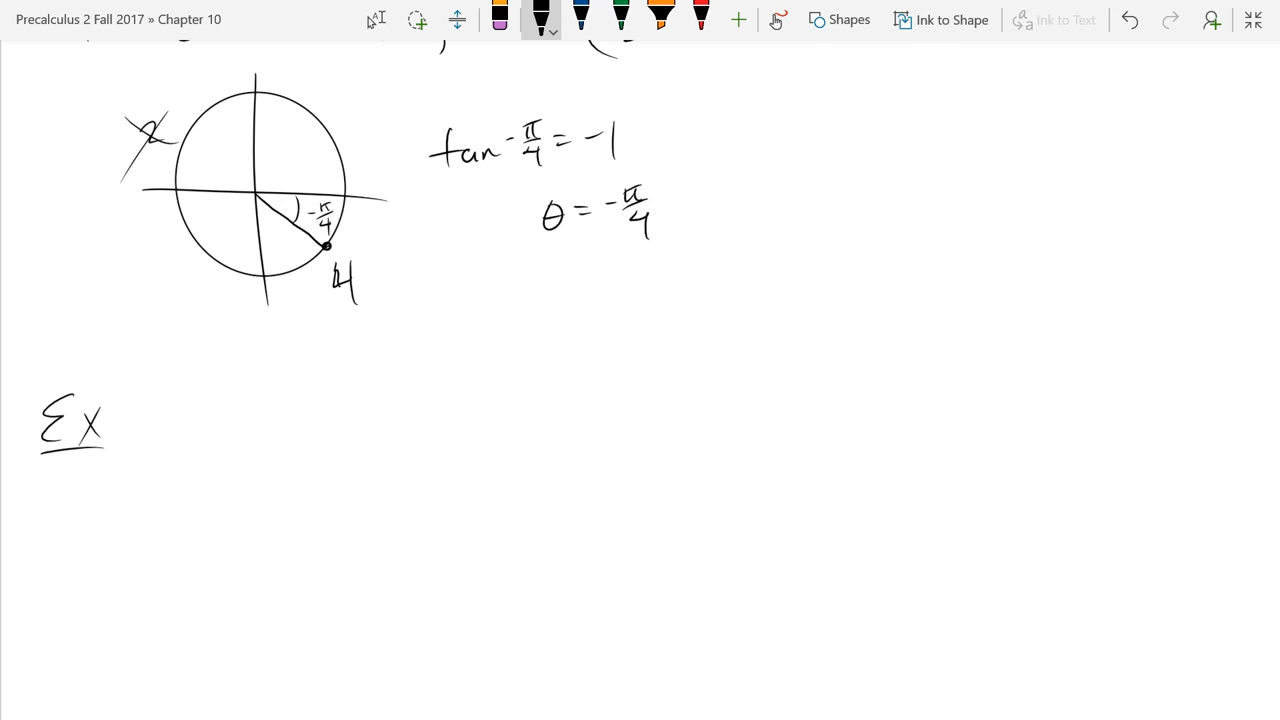 Precalculus 2 Fall 2017 » Chapter 10
Shapes
Ink to Shape
Ink to Text
tan -π/4 = -1
θ = -π/4
2
-π/4
4
Ex